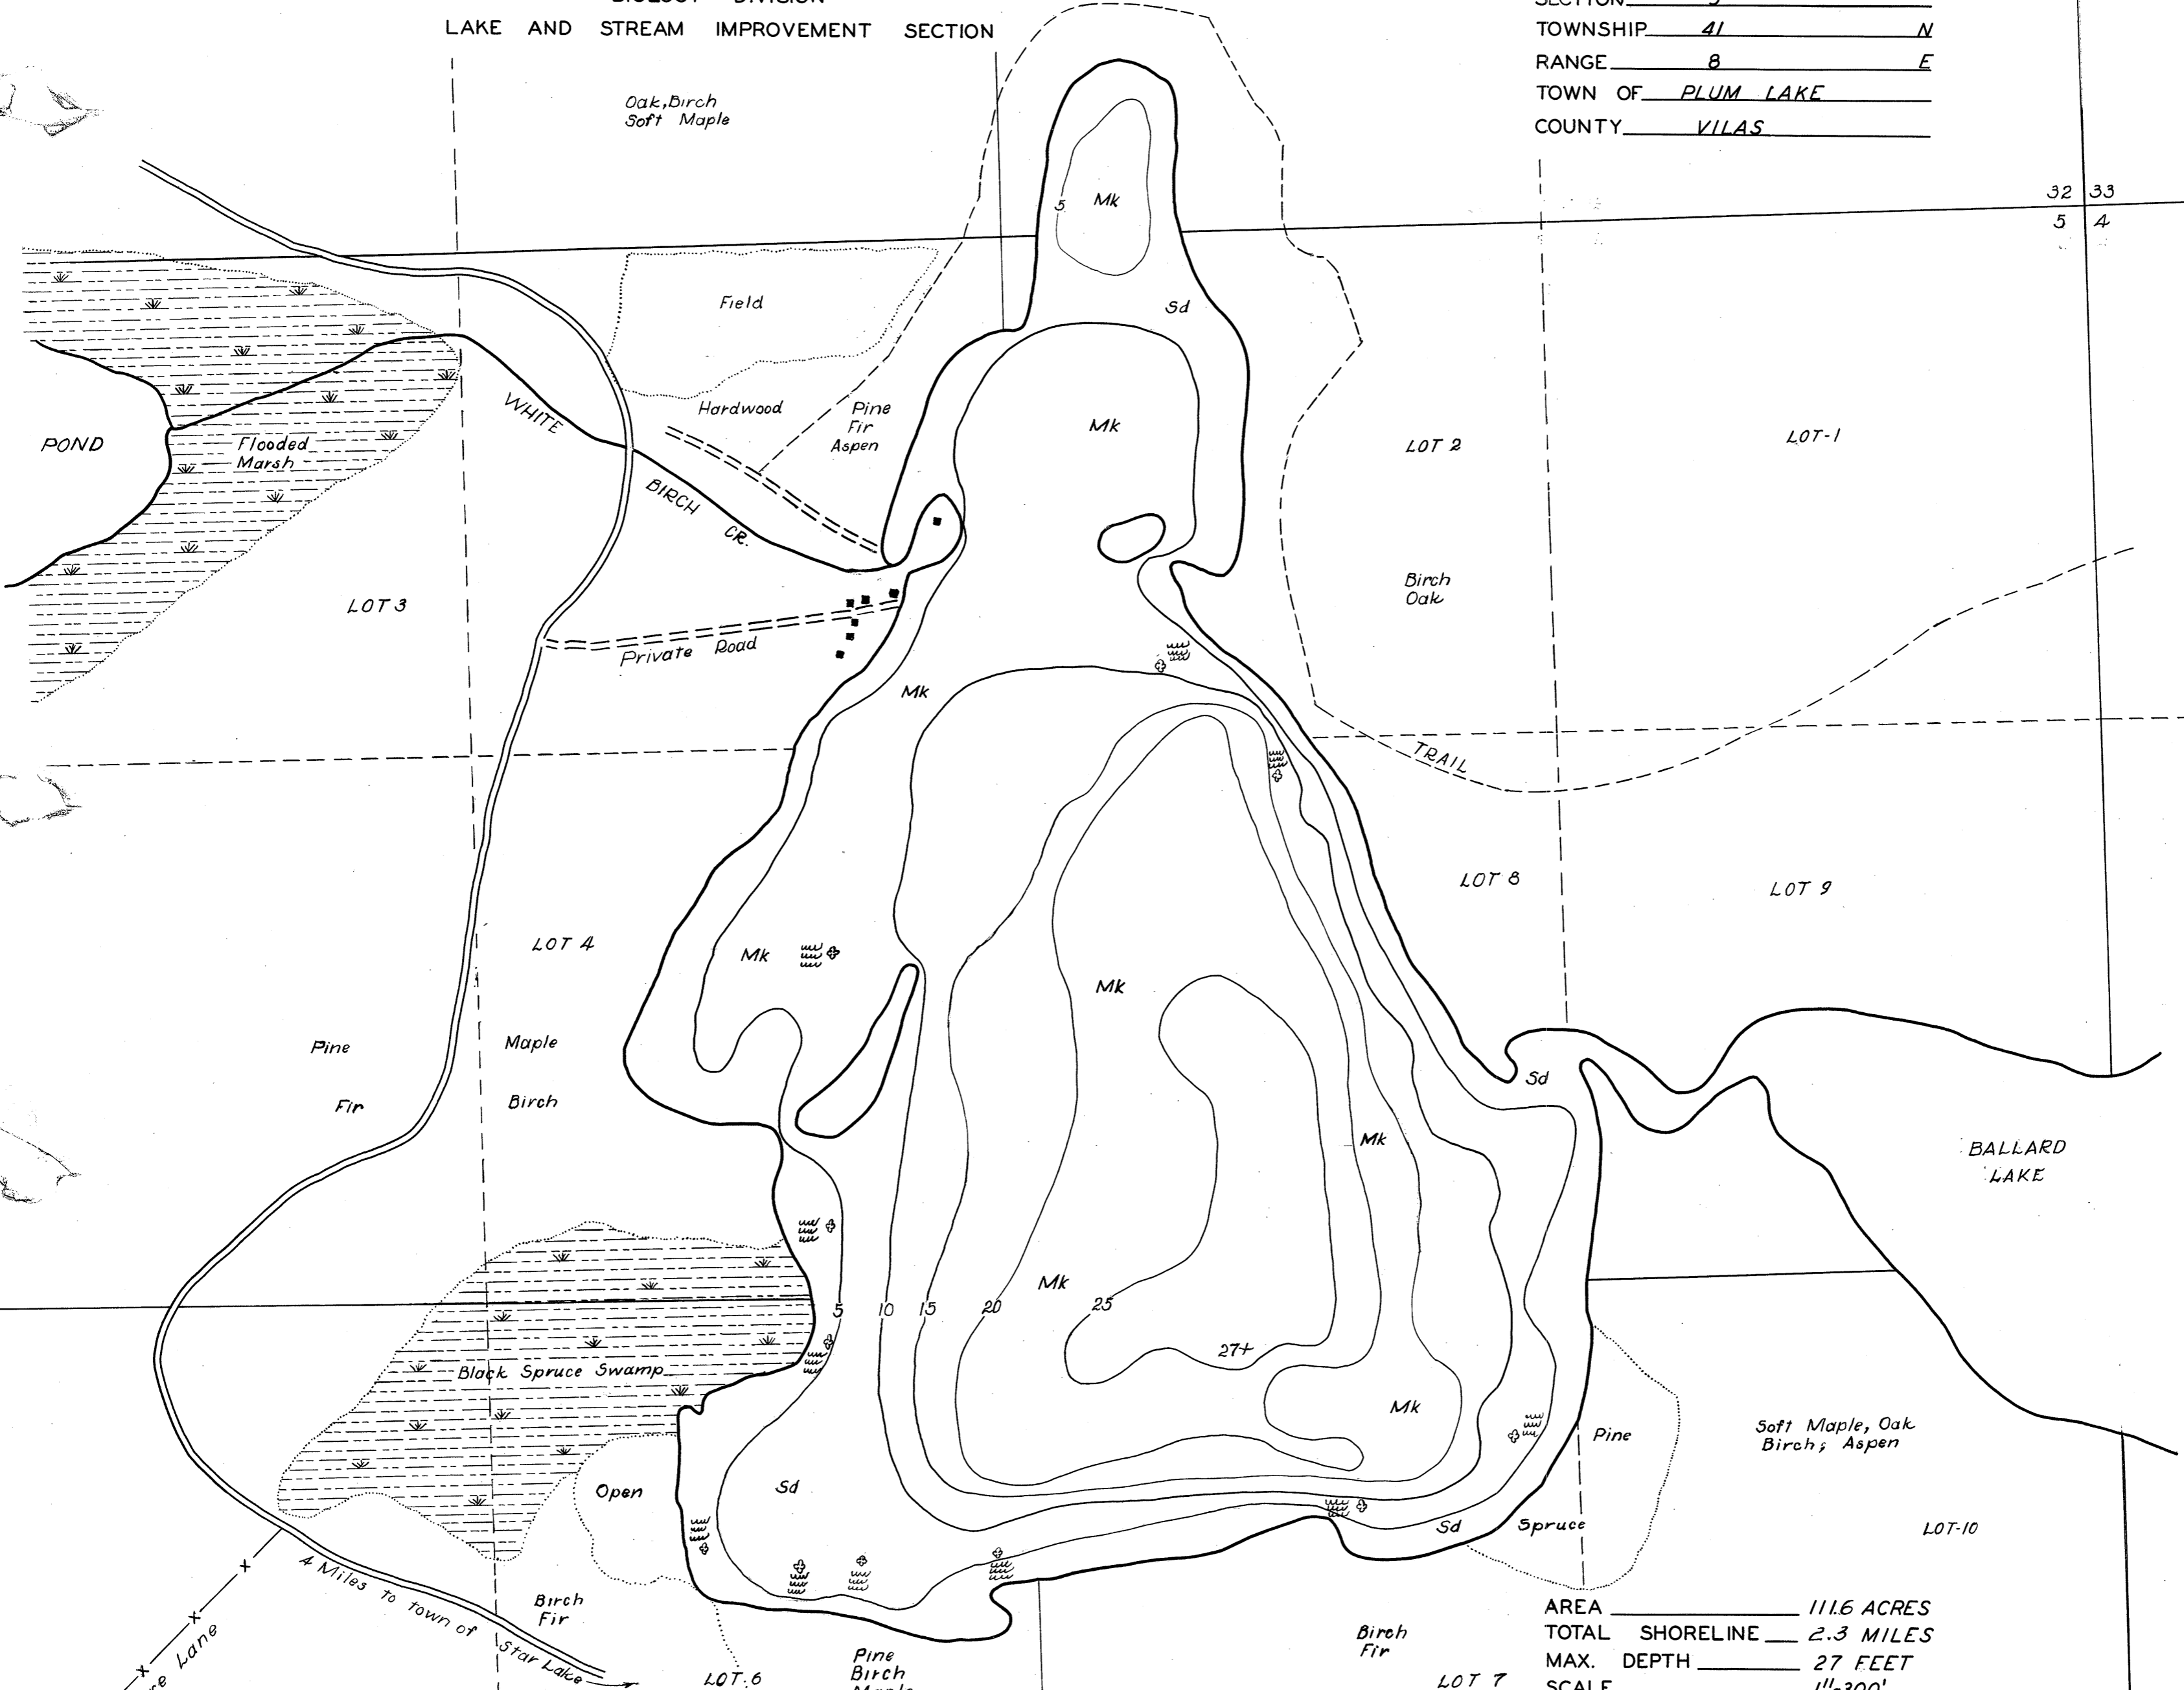 LAKE AND STREAM IMPROVEMENT SECTION
TOWNSHIP 41 N
RANGE 8 E
TOWN OF PLUM LAKE
COUNTY VILAS
Oak, Birch
Soft Maple
32 33
5 4
5
Mk
Sd
Field
Hardwood
Pine
Fir
Aspen
WHITE
BIRCH
CR.
Mk
POND
Flooded
Marsh
LOT 2
LOT-1
Birch
Oak
LOT 3
Private Road
Mk
TRAIL
LOT 8
LOT 9
LOT 4
Mk
Mk
Pine
Maple
Fir
Birch
Sd
Mk
BALLARD
LAKE
Mk
5 10 15 20 25
27+
Black Spruce Swamp
Mk
Pine
Soft Maple, Oak
Birch, Aspen
Open
Sd
Sd
Spruce
LOT-10
4 Miles to town of Star Lake
Birch
Fir
Lane
Pine
Birch
LOT 6
Birch
Fir
LOT 7
AREA 111.6 ACRES
TOTAL SHORELINE 2.3 MILES
MAX. DEPTH 27 FEET
SCALE 1"-300'